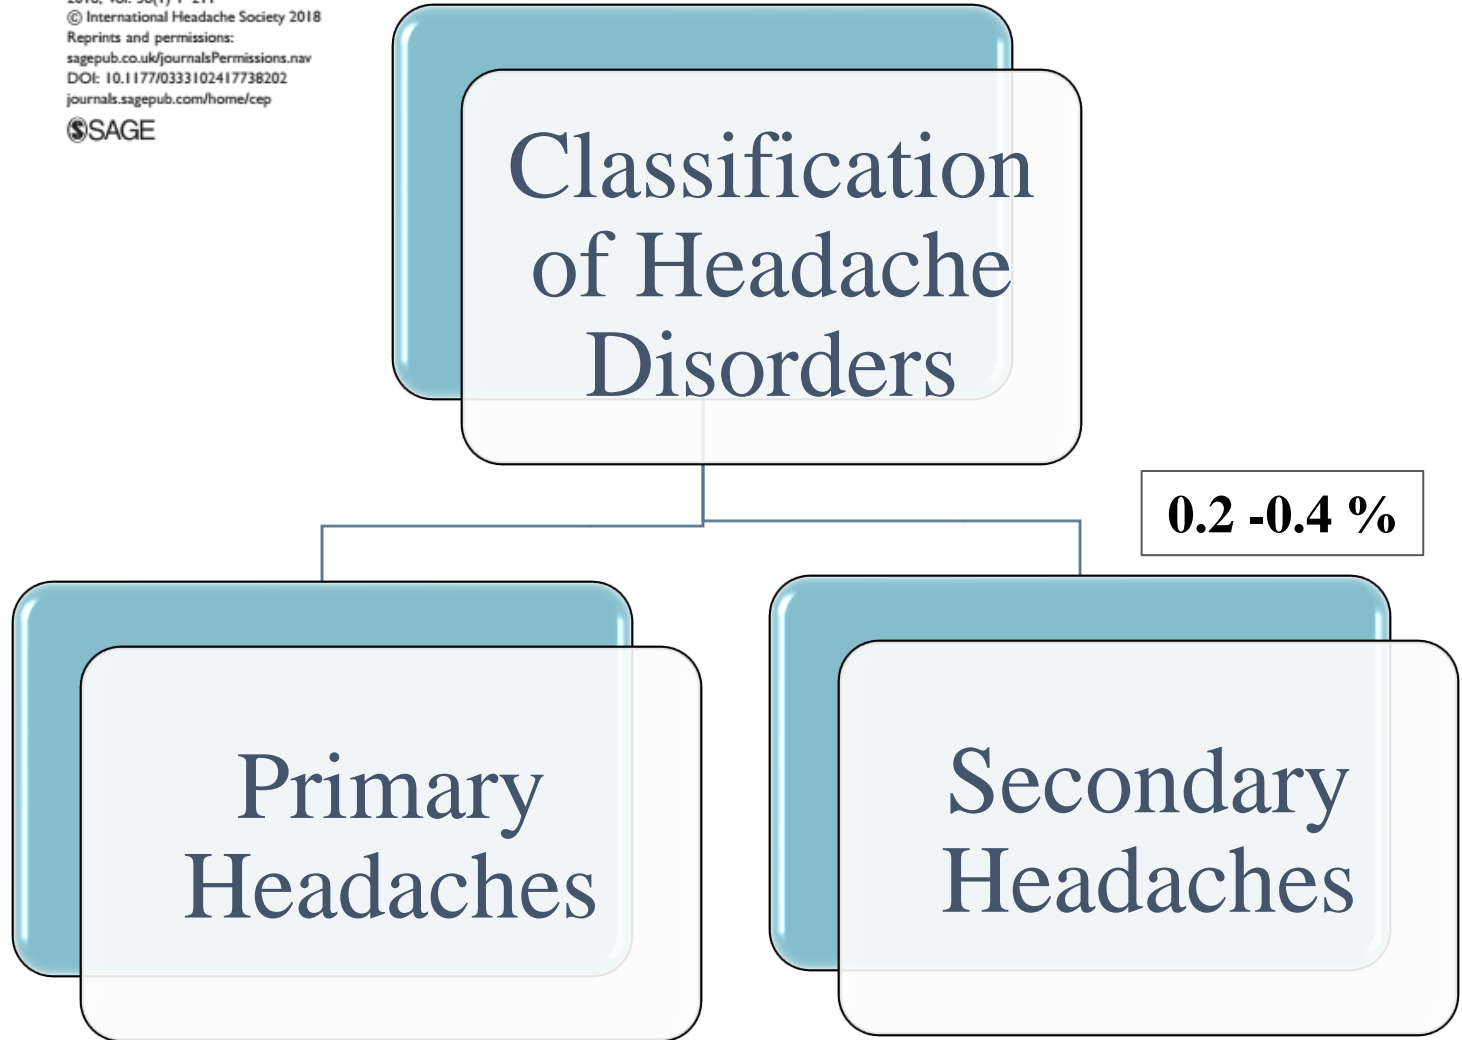 © International Headache Society 2018
Reprints and permissions:
sagepub.co.uk/journalsPermissions.nav
DOI: 10.1177/0333102417738202
journals.sagepub.com/home/cep
SAGE
Classification
of Headache
Disorders
0.2 -0.4 %
Primary
Headaches
Secondary
Headaches